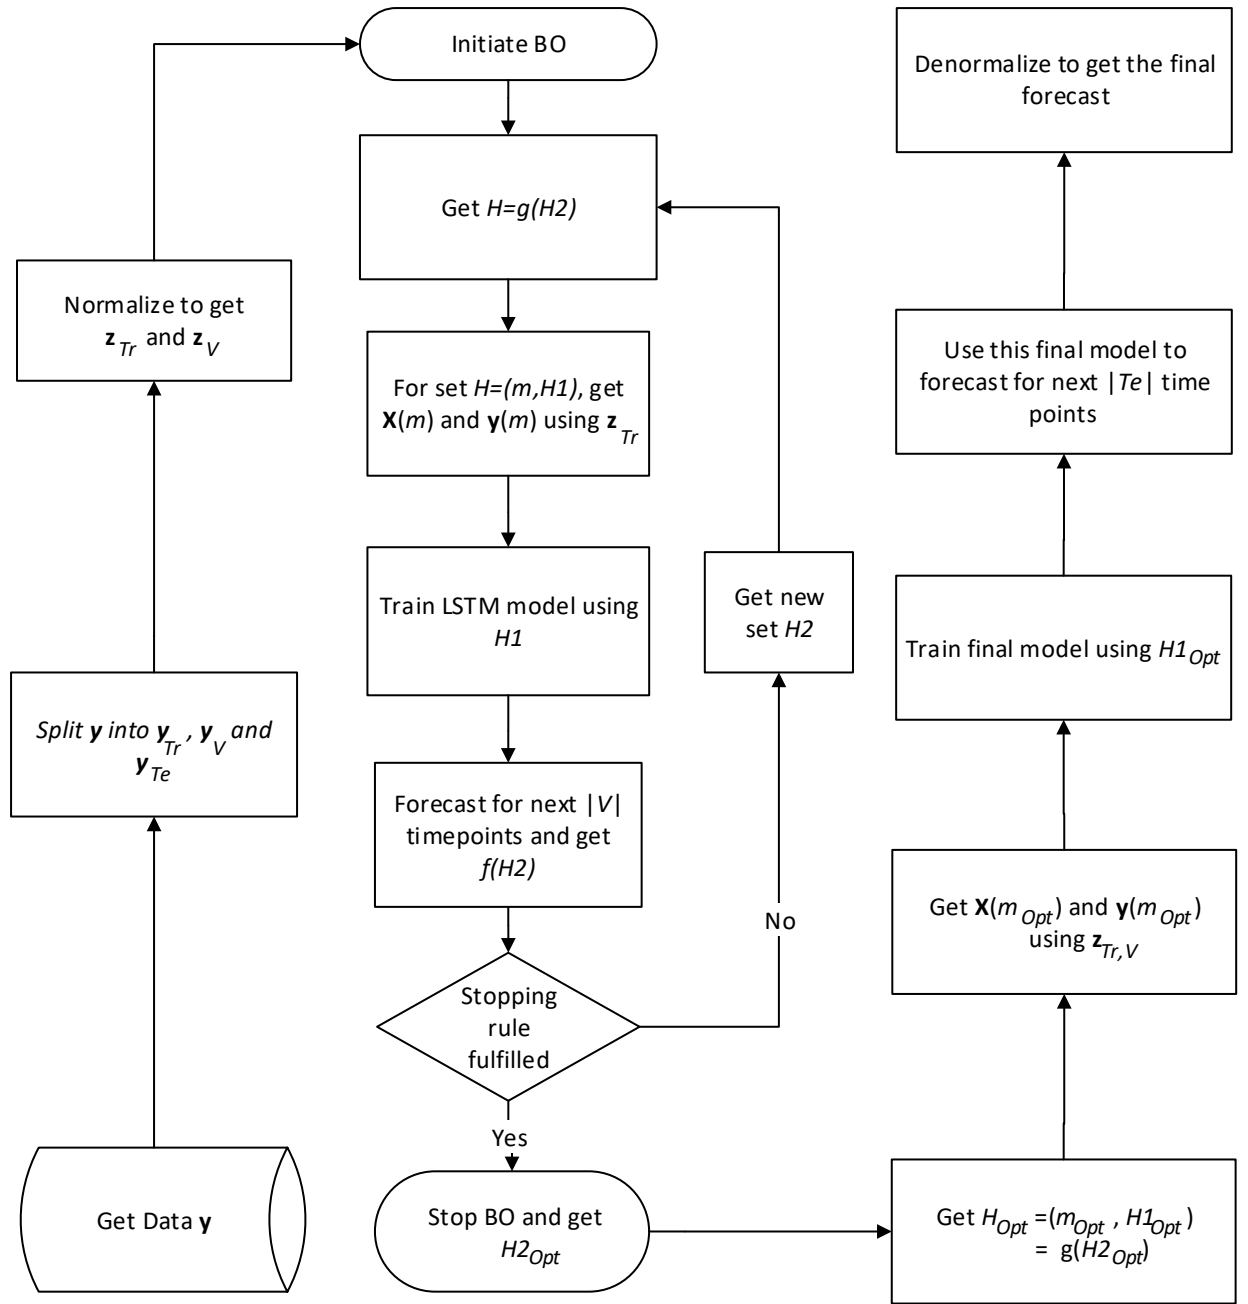 Initiate BO
Denormalize to get the final
forecast
Get H=g(H2)
Normalize to get
z_Tr and z_V
For set H=(m,H1), get
X(m) and y(m) using z_Tr
Use this final model to
forecast for next |Te| time
points
Train LSTM model using
H1
Get new
set H2
Train final model using H1_Opt
Split y into y_Tr , y_V and
y_Te
Forecast for next |V|
timepoints and get
f(H2)
No
Get X(m_Opt) and y(m_Opt)
using z_Tr,V
Stopping
rule
fulfilled
Yes
Get Data y
Stop BO and get
H2_Opt
Get H_Opt =(m_Opt , H1_Opt )
= g(H2_Opt)